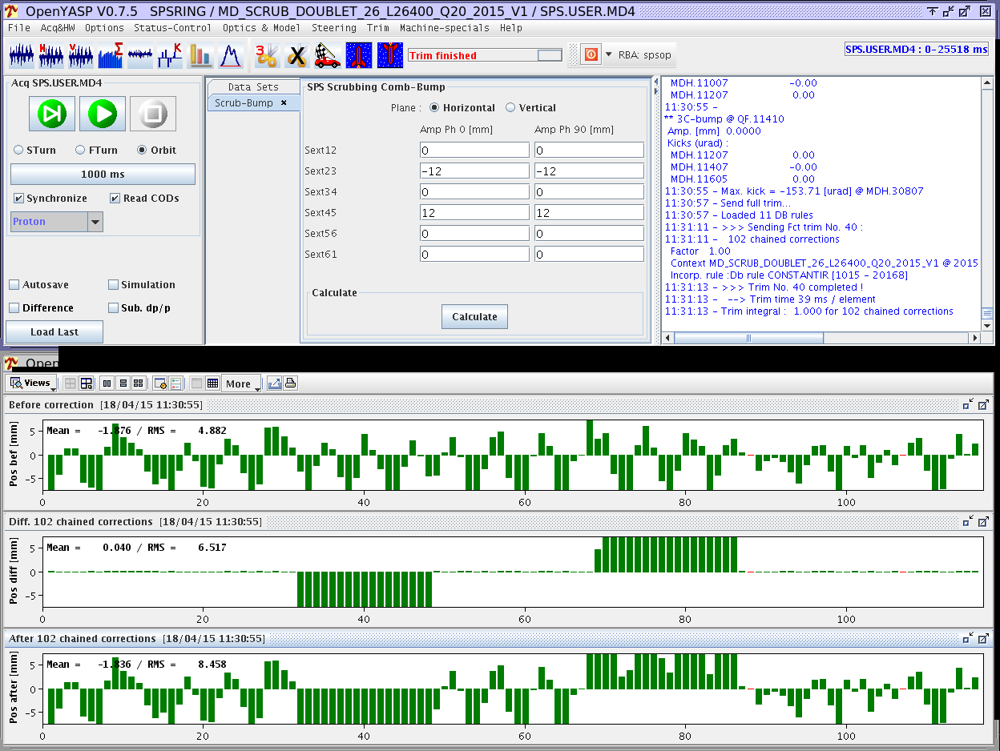 OpenYASP V0.7.5 SPSRING / MD_SCRUB_DOUBLET_26_L26400_Q20_2015_V1 / SPS.USER.MD4
File Acq&HW Options Status-Control Optics & Model Steering Trim Machine-specials Help
H V Σ K 3 X
Trim finished
RBA: spsop
SPS.USER.MD4 : 0-25518 ms
Acq SPS.USER.MD4
STurn FTurn Orbit
1000 ms
Synchronize Read CODs
Proton
Autosave Simulation
Difference Sub. dp/p
Load Last
Data Sets
Scrub-Bump ×
SPS Scrubbing Comb-Bump
Plane : Horizontal Vertical
Amp Ph 0 [mm] Amp Ph 90 [mm]
Sext12 0 0
Sext23 -12 -12
Sext34 0 0
Sext45 12 12
Sext56 0 0
Sext61 0 0
Calculate
Calculate
MDH.11007 -0.00
MDH.11207 0.00
11:30:55 -
** 3C-bump @ QF.11410
Amp. [mm] 0.0000
Kicks (urad) :
MDH.11207 0.00
MDH.11407 -0.00
MDH.11605 0.00
11:30:55 - Max. kick = -153.71 [urad] @ MDH.30807
11:30:57 - Send full trim...
11:30:57 - Loaded 11 DB rules
11:31:11 - >>> Sending Fct trim No. 40 :
11:31:11 - 102 chained corrections
Factor 1.00
Context MD_SCRUB_DOUBLET_26_L26400_Q20_2015_V1 @ 2015
Incorp. rule :Db rule CONSTANTIR [1015 - 20168]
11:31:13 - >>> Trim No. 40 completed !
11:31:13 - --> Trim time 39 ms / element
11:31:13 - Trim integral : 1.000 for 102 chained corrections
Open
Views More
Before correction [18/04/15 11:30:55]
Pos bef [mm]
5
0
-5
Mean = -1.876 / RMS = 4.882
0 20 40 60 80 100
Diff. 102 chained corrections [18/04/15 11:30:55]
Pos diff [mm]
5
0
-5
Mean = 0.040 / RMS = 6.517
0 20 40 60 80 100
After 102 chained corrections [18/04/15 11:30:55]
Pos after [mm]
5
0
-5
Mean = -1.836 / RMS = 8.458
0 20 40 60 80 100